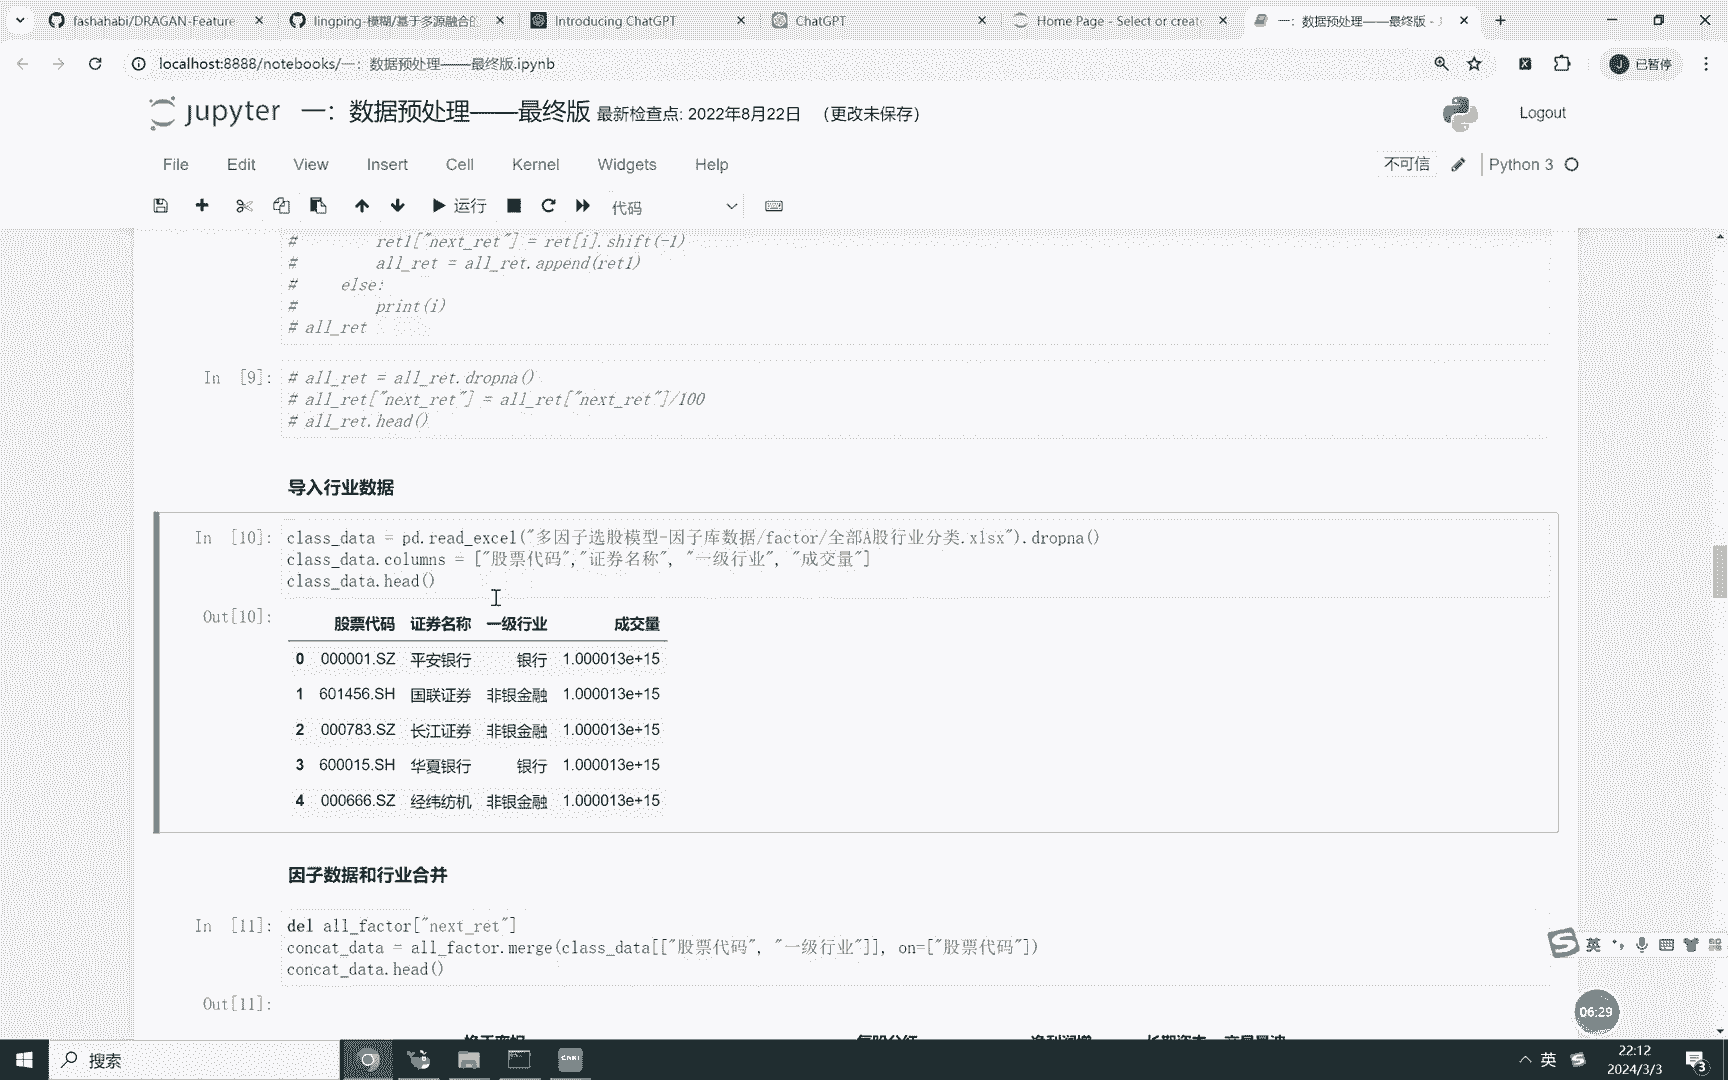 fashahabi/DRAGAN-Feature
lingping-模糊/基于多源融合的
Introducing ChatGPT
ChatGPT
Home Page - Select or create
一：数据预处理——最终版 - J
localhost:8888/notebooks/一：数据预处理——最终版.ipynb
J 已暂停
jupyter 一：数据预处理——最终版 最新检查点: 2022年8月22日 （更改未保存）
Logout
File Edit View Insert Cell Kernel Widgets Help
不可信 Python 3
运行 代码
# ret1["next_ret"] = ret[i].shift(-1)
# all_ret = all_ret.append(ret1)
# else:
# print(i)
# all_ret
In [9]: # all_ret = all_ret.dropna()
# all_ret["next_ret"] = all_ret["next_ret"]/100
# all_ret.head()
导入行业数据
In [10]: class_data = pd.read_excel("多因子选股模型-因子库数据/factor/全部A股行业分类.xlsx").dropna()
class_data.columns = ["股票代码","证券名称", "一级行业", "成交量"]
class_data.head()
Out[10]:
股票代码 证券名称 一级行业 成交量
0 000001.SZ 平安银行 银行 1.000013e+15
1 601456.SH 国联证券 非银金融 1.000013e+15
2 000783.SZ 长江证券 非银金融 1.000013e+15
3 600015.SH 华夏银行 银行 1.000013e+15
4 000666.SZ 经纬纺机 非银金融 1.000013e+15
因子数据和行业合并
In [11]: del all_factor["next_ret"]
concat_data = all_factor.merge(class_data[["股票代码", "一级行业"]], on=["股票代码"])
concat_data.head()
Out[11]:
英
06:29
搜索
CNKI
英
22:12
2024/3/3
3